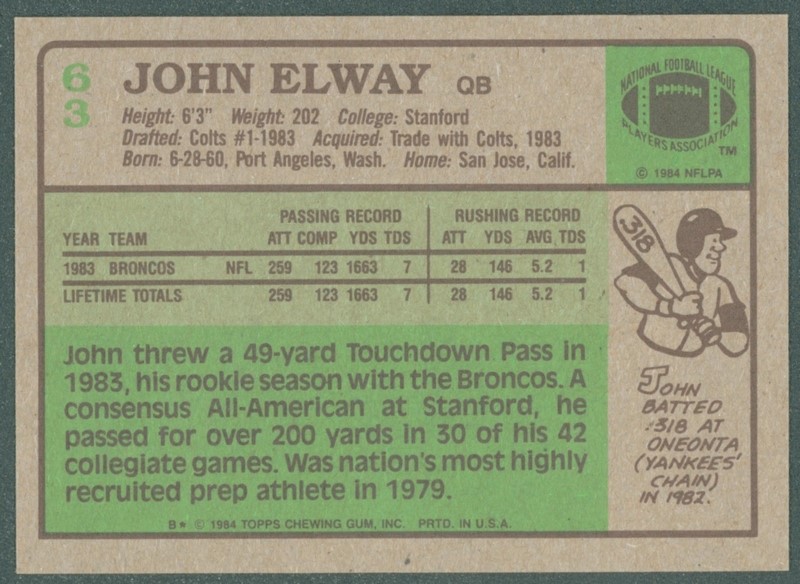 63
JOHN ELWAY QB
Height: 6'3" Weight: 202 College: Stanford
Drafted: Colts #1-1983 Acquired: Trade with Colts, 1983
Born: 6-28-60, Port Angeles, Wash. Home: San Jose, Calif.
NATIONAL FOOTBALL LEAGUE
PLAYERS ASSOCIATION
TM
© 1984 NFLPA
PASSING RECORD RUSHING RECORD
YEAR TEAM ATT COMP YDS TDS ATT YDS AVG TDS
1983 BRONCOS NFL 259 123 1663 7 28 146 5.2 1
LIFETIME TOTALS 259 123 1663 7 28 146 5.2 1
John threw a 49-yard Touchdown Pass in
1983, his rookie season with the Broncos. A
consensus All-American at Stanford, he
passed for over 200 yards in 30 of his 42
collegiate games. Was nation's most highly
recruited prep athlete in 1979.
.318
JOHN
BATTED
.318 AT
ONEONTA
(YANKEES'
CHAIN)
IN 1982.
B* © 1984 TOPPS CHEWING GUM, INC. PRTD. IN U.S.A.